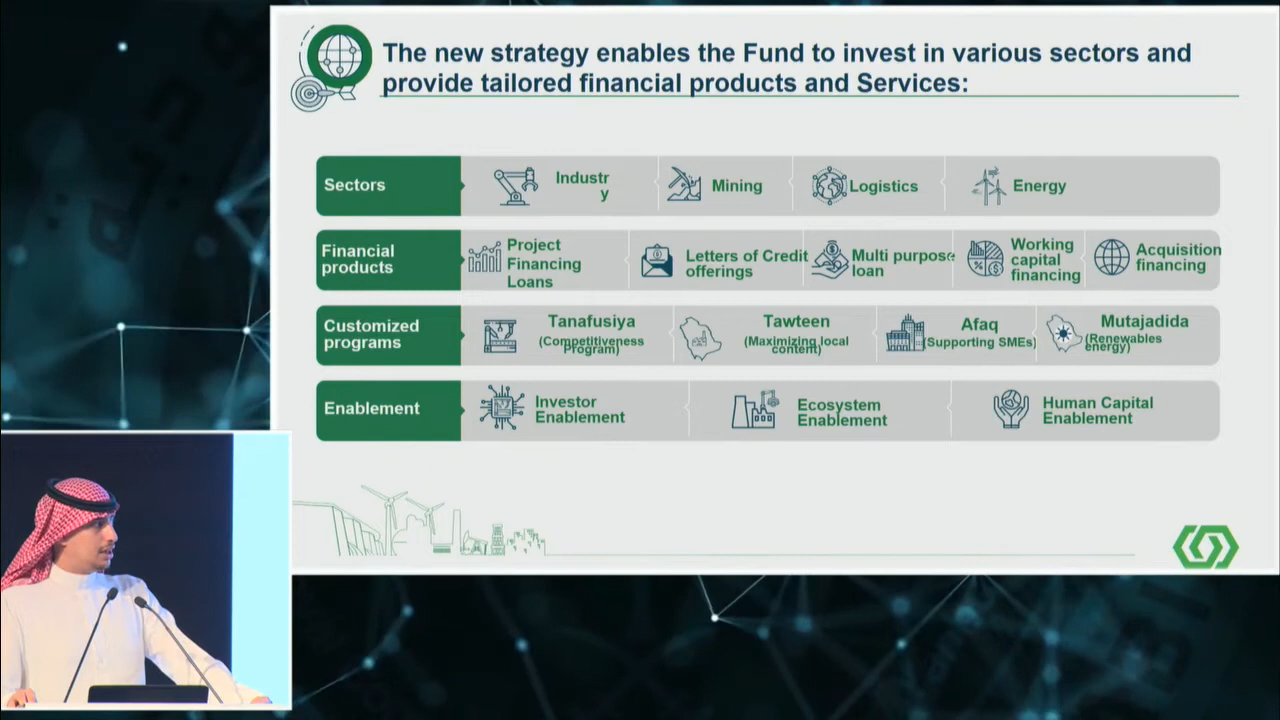 The new strategy enables the Fund to invest in various sectors and
provide tailored financial products and Services:
Sectors
Industr
y
Mining
Logistics
Energy
Financial
products
Project
Financing
Loans
Letters of Credit
offerings
Multi purpose
loan
Working
capital
financing
Acquisition
financing
Customized
programs
Tanafusiya
(Competitiveness
Program)
Tawteen
(Maximizing local
content)
Afaq
(Supporting SMEs)
Mutajadida
(Renewables
energy)
Enablement
Investor
Enablement
Ecosystem
Enablement
Human Capital
Enablement